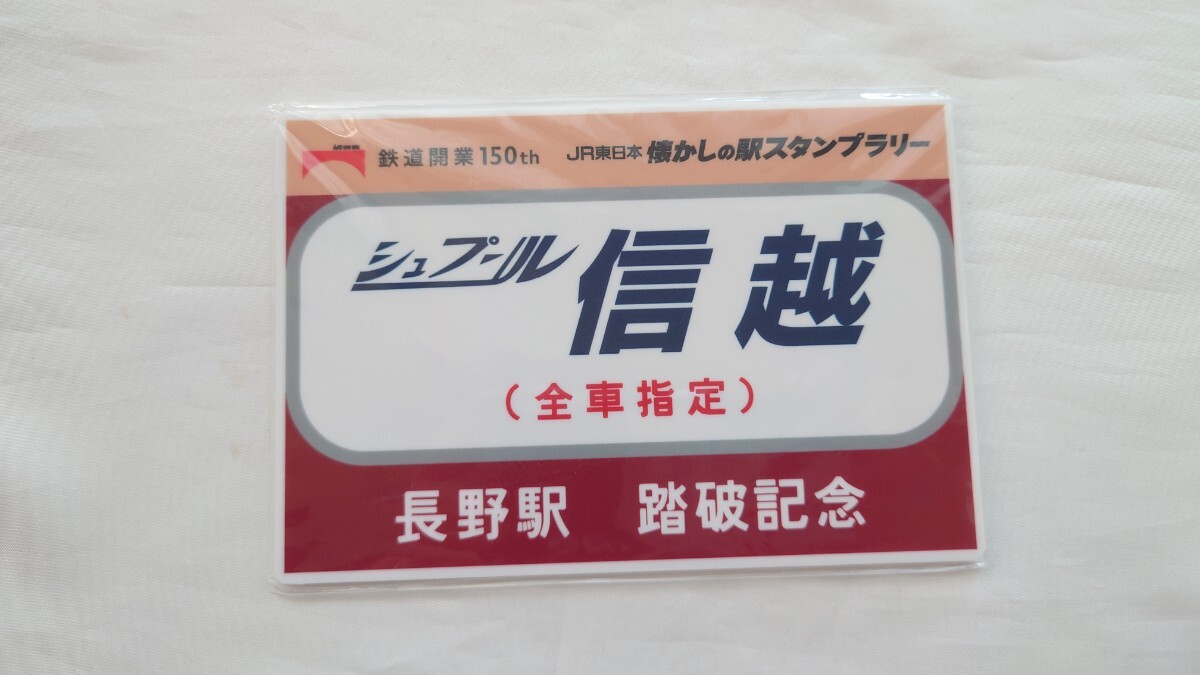 鉄道開業150th JR東日本 懐かしの駅スタンプラリー
シュプール 信越
(全車指定)
長野駅 踏破記念